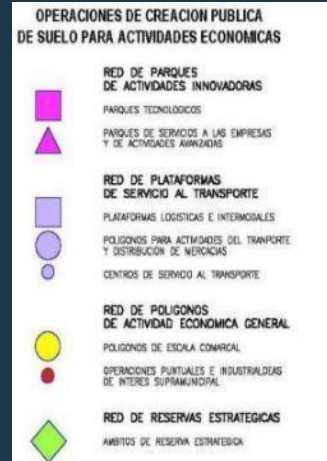 OPERACIONES DE CREACION PUBLICA
DE SUELO PARA ACTIVIDADES ECONOMICAS
RED DE PARQUES
DE ACTIVIDADES INNOVADORAS
PARQUES TECNOLOGICOS
PARQUES DE SERVICIOS A LAS EMPRESAS
Y DE ACTIVIDADES AVANZADAS
RED DE PLATAFORMAS
DE SERVICIO AL TRANSPORTE
PLATAFORMAS LOGISTICAS E INTERMODALES
POLIGONOS PARA ACTIVIDADES DEL TRANPORTE
Y DISTRIBUCION DE MERCACIAS
CENTROS DE SERVICIO AL TRANSPORTE
RED DE POLIGONOS
DE ACTIVIDAD ECONOMICA GENERAL
POLIGONOS DE ESCALA COMARCAL
OPERACIONES PUNTUALES E INDUSTRIALDEAS
DE INTERES SUPRAMUNICIPAL
RED DE RESERVAS ESTRATEGICAS
AMBITOS DE RESERVA ESTRATEGICA